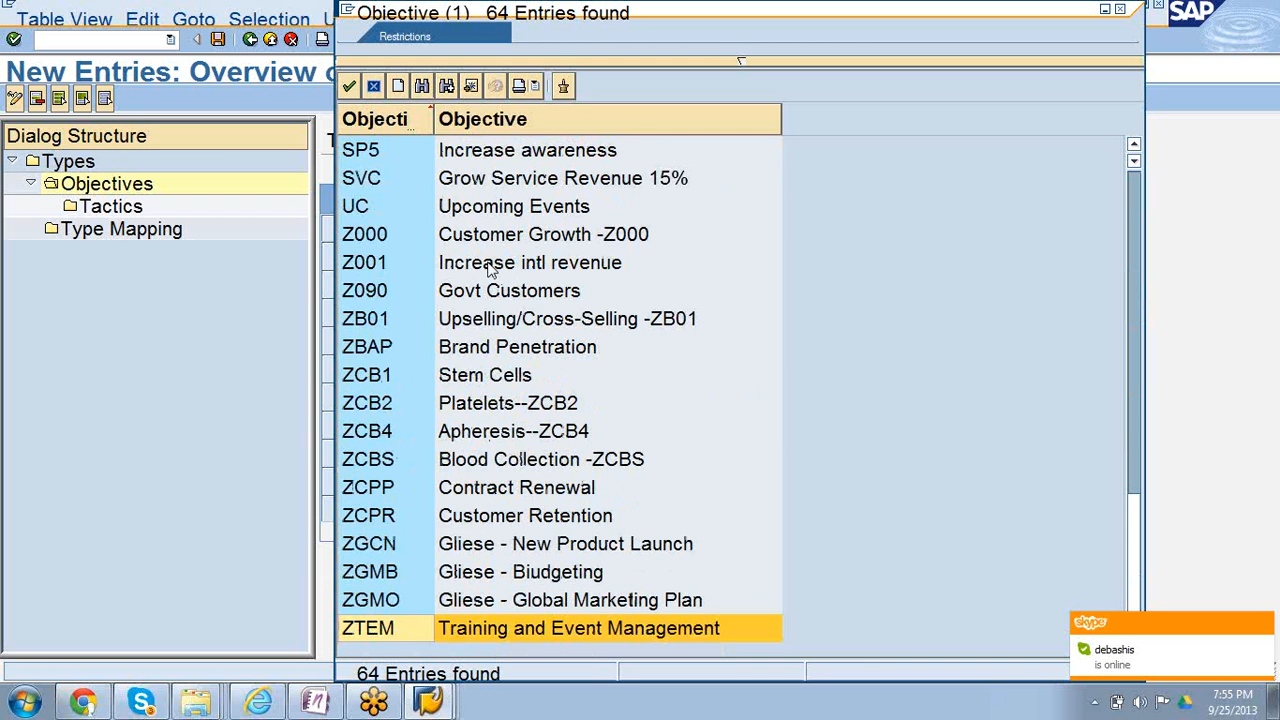 Table View Edit Goto Selection
Objective (1) 64 Entries found
SAP
Restrictions
New Entries: Overview
Dialog Structure
Types
Objectives
Tactics
Type Mapping
Objecti... Objective
SP5 Increase awareness
SVC Grow Service Revenue 15%
UC Upcoming Events
Z000 Customer Growth -Z000
Z001 Increase intl revenue
Z090 Govt Customers
ZB01 Upselling/Cross-Selling -ZB01
ZBAP Brand Penetration
ZCB1 Stem Cells
ZCB2 Platelets--ZCB2
ZCB4 Apheresis--ZCB4
ZCBS Blood Collection -ZCBS
ZCPP Contract Renewal
ZCPR Customer Retention
ZGCN Gliese - New Product Launch
ZGMB Gliese - Biudgeting
ZGMO Gliese - Global Marketing Plan
ZTEM Training and Event Management
64 Entries found
skype
debashis
is online
7:55 PM
9/25/2013